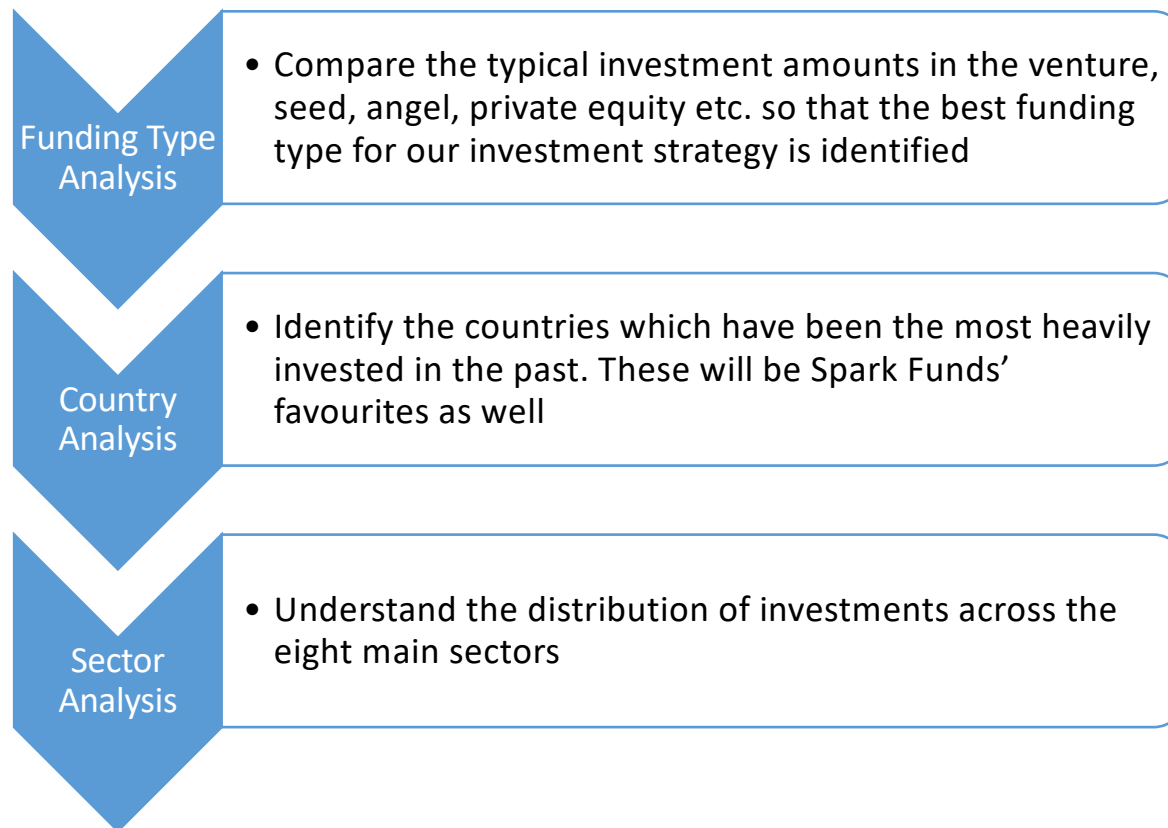 Funding Type
Analysis
• Compare the typical investment amounts in the venture,
seed, angel, private equity etc. so that the best funding
type for our investment strategy is identified
Country
Analysis
• Identify the countries which have been the most heavily
invested in the past. These will be Spark Funds’
favourites as well
Sector
Analysis
• Understand the distribution of investments across the
eight main sectors